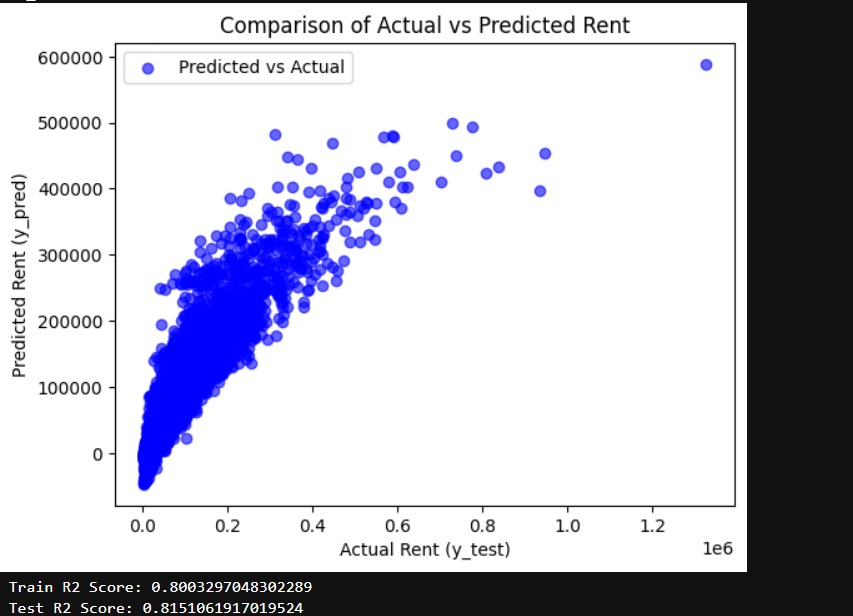 Comparison of Actual vs Predicted Rent
Predicted vs Actual
600000
500000
400000
300000
200000
100000
0
Predicted Rent (y_pred)
0.0 0.2 0.4 0.6 0.8 1.0 1.2
1e6
Actual Rent (y_test)
Train R2 Score: 0.8003297048302289
Test R2 Score: 0.8151061917019524